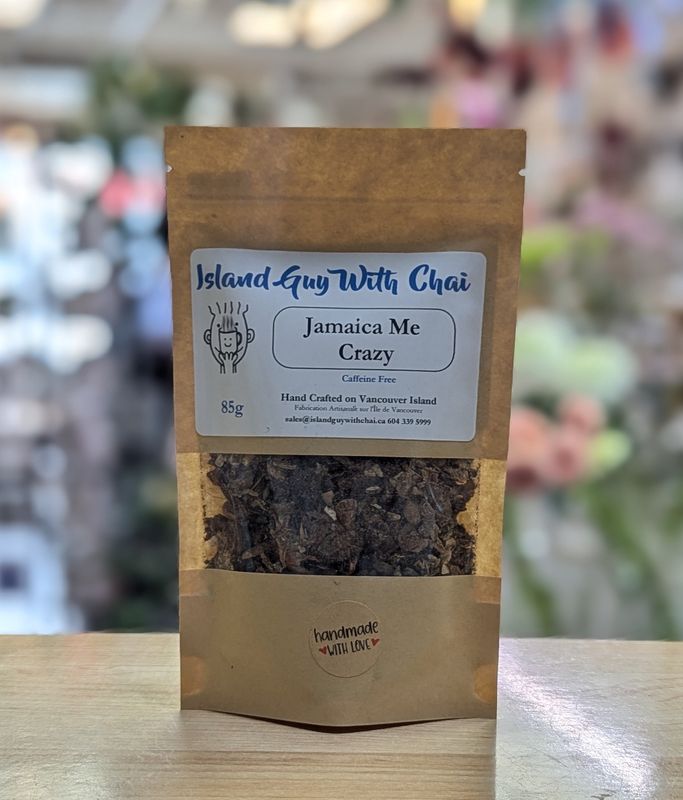 Island Guy With Chai
Jamaica Me
Crazy
Caffeine Free
85g
Hand Crafted on Vancouver Island
Fabrication Artisanale sur l'Île de Vancouver
sales@islandguywithchai.ca 604 339 5999
handmade
WITH LOVE